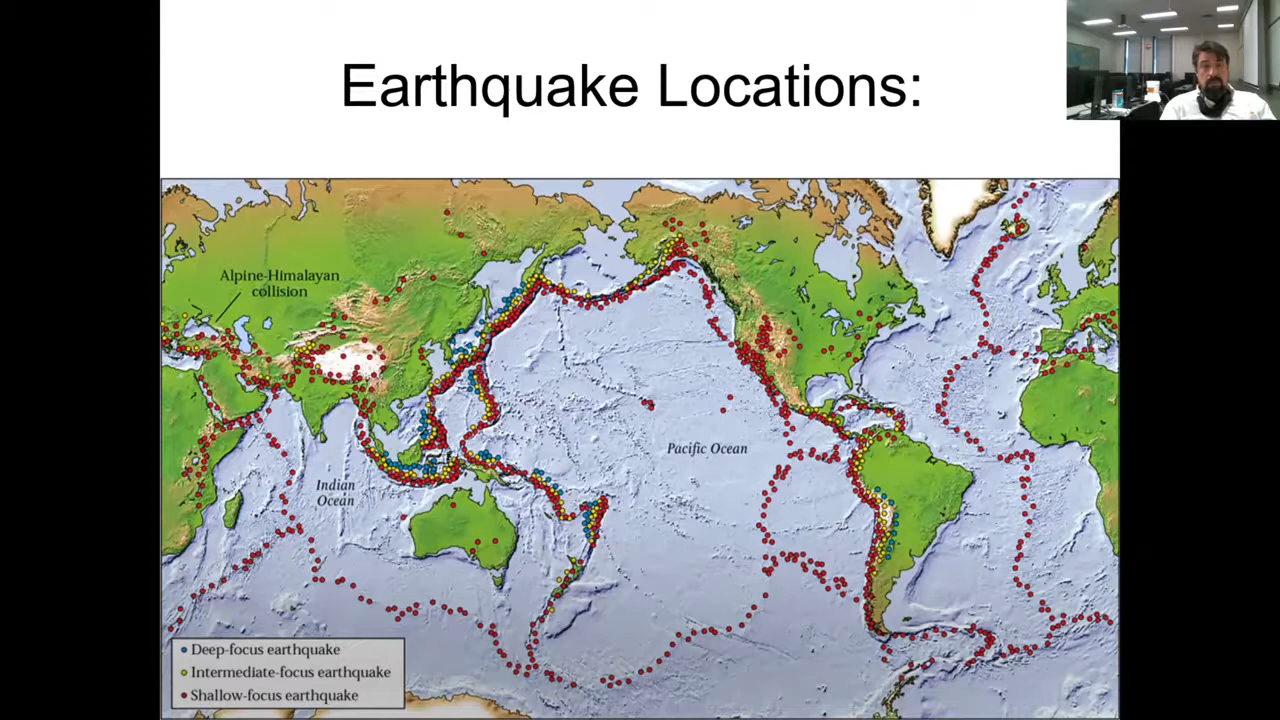 Earthquake Locations:
Alpine-Himalayan
collision
Pacific Ocean
Indian
Ocean
Deep-focus earthquake
Intermediate-focus earthquake
Shallow-focus earthquake